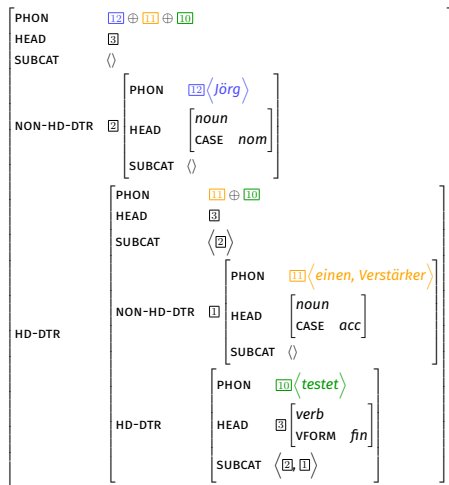 PHON 12 ⊕ 11 ⊕ 10
HEAD 3
SUBCAT ⟨⟩
NON-HD-DTR 2
PHON 12 ⟨Jörg⟩
HEAD
noun
CASE nom
SUBCAT ⟨⟩
HD-DTR
PHON 11 ⊕ 10
HEAD 3
SUBCAT ⟨2⟩
NON-HD-DTR 1
PHON 11 ⟨einen, Verstärker⟩
HEAD
noun
CASE acc
SUBCAT ⟨⟩
HD-DTR
PHON 10 ⟨testet⟩
HEAD 3
verb
VFORM fin
SUBCAT ⟨2, 1⟩